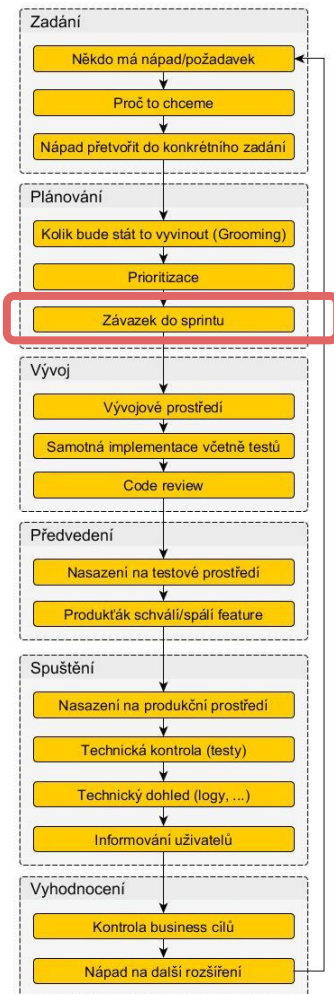 Zadání
Někdo má nápad/požadavek
Proč to chceme
Nápad přetvořit do konkrétního zadání
Plánování
Kolik bude stát to vyvinout (Grooming)
Prioritizace
Závazek do sprintu
Vývoj
Vývojové prostředí
Samotná implementace včetně testů
Code review
Předvedení
Nasazení na testové prostředí
Produkťák schválí/spálí feature
Spuštění
Nasazení na produkční prostředí
Technická kontrola (testy)
Technický dohled (logy, ...)
Informování uživatelů
Vyhodnocení
Kontrola business cílů
Nápad na další rozšíření